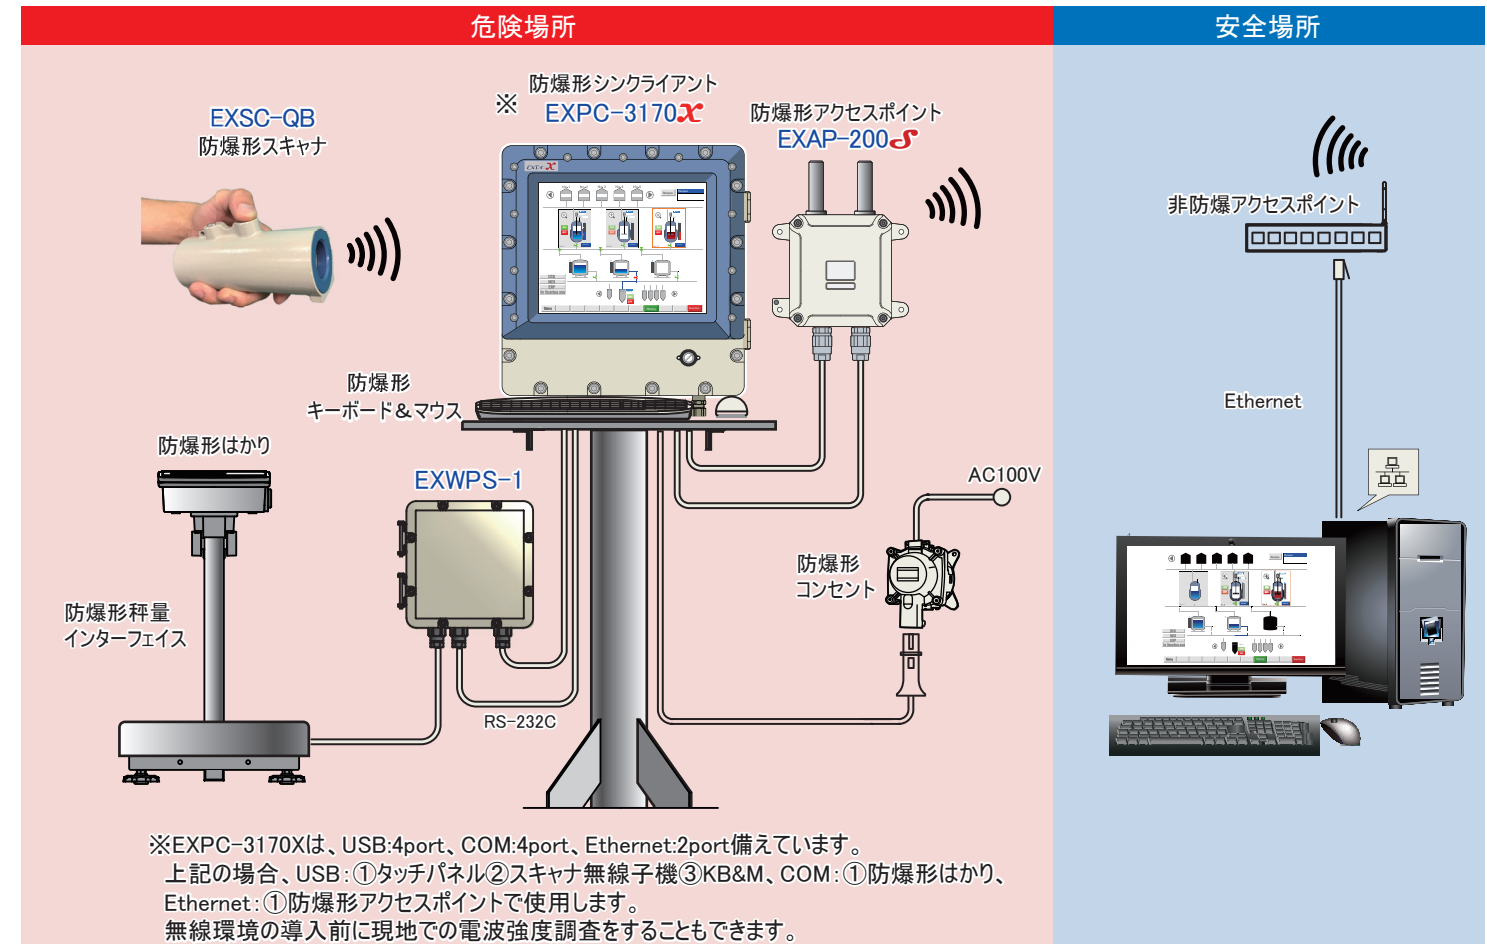 危険場所
安全場所
※
防爆形シンクライアント
EXPC-3170X
EXSC-QB
防爆形スキャナ
防爆形アクセスポイント
EXAP-200S
非防爆アクセスポイント
防爆形
キーボード&マウス
Ethernet
防爆形はかり
EXWPS-1
AC100V
防爆形
コンセント
防爆形秤量
インターフェイス
RS-232C
※EXPC-3170Xは、USB:4port、COM:4port、Ethernet:2port備えています。
上記の場合、USB:①タッチパネル②スキャナ無線子機③KB&M、COM:①防爆形はかり、
Ethernet:①防爆形アクセスポイントで使用します。
無線環境の導入前に現地での電波強度調査をすることもできます。